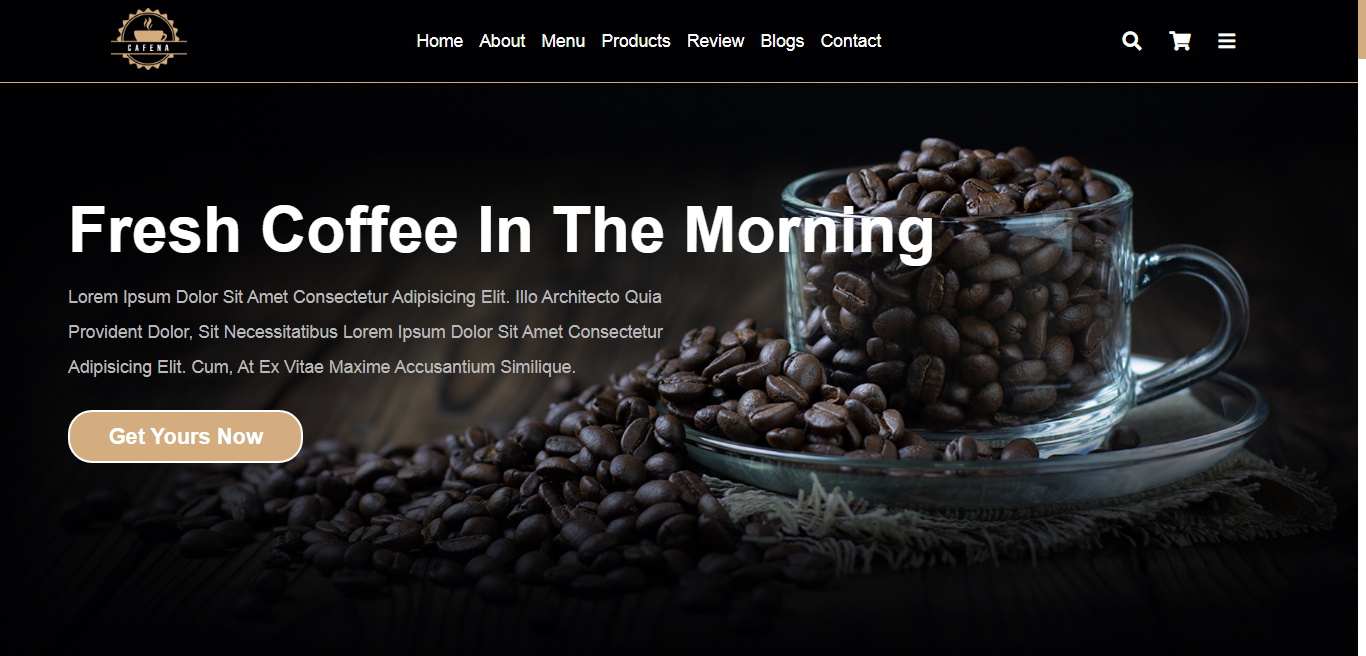 CAFENA
Home About Menu Products Review Blogs Contact
Fresh Coffee In The Morning
Lorem Ipsum Dolor Sit Amet Consectetur Adipisicing Elit. Illo Architecto Quia
Provident Dolor, Sit Necessitatibus Lorem Ipsum Dolor Sit Amet Consectetur
Adipisicing Elit. Cum, At Ex Vitae Maxime Accusantium Similique.
Get Yours Now